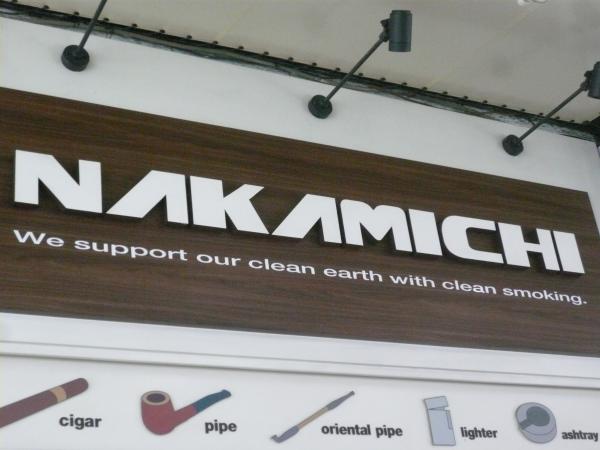 NAKAMICHI
We support our clean earth with clean smoking.
cigar pipe oriental pipe lighter ashtray